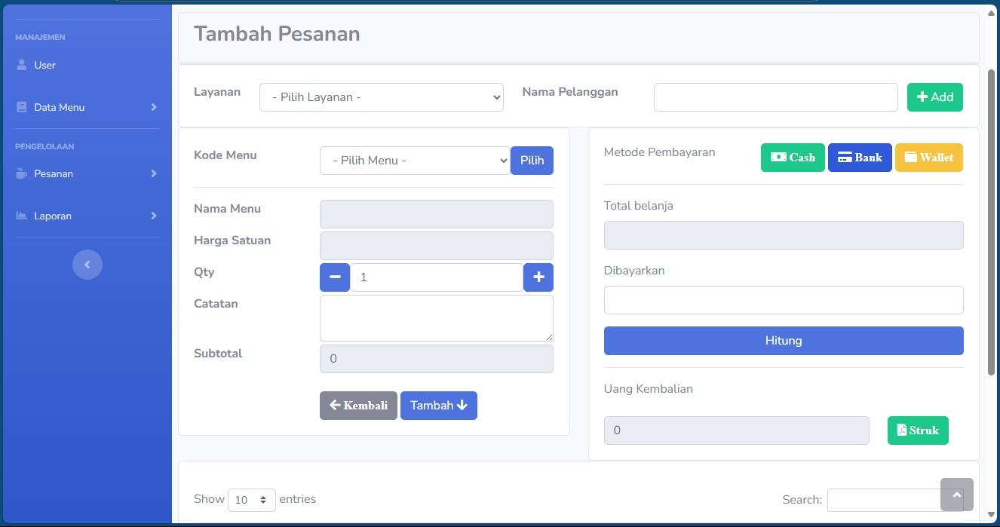 MANAJEMEN
User
Data Menu
PENGELOLAAN
Pesanan
Laporan
Tambah Pesanan
Layanan
- Pilih Layanan -
Nama Pelanggan
Add
Kode Menu
- Pilih Menu -
Pilih
Nama Menu
Harga Satuan
Qty
1
Catatan
Subtotal
0
Kembali
Tambah
Metode Pembayaran
Cash
Bank
Wallet
Total belanja
Dibayarkan
Hitung
Uang Kembalian
0
Struk
Show 10 entries
Search: